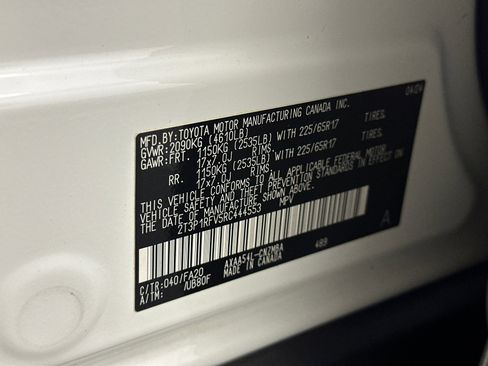 MFD.BY: TOYOTA MOTOR MANUFACTURING CANADA INC. 04/24
GVWR: 2090KG (4610LB)
GAWR: FRT. 1150KG (2535LB) WITH 225/65R17 TIRES.
17x7.0J RIMS.
RR. 1150KG (2535LB) WITH 225/65R17 TIRES.
17x7.0J RIMS.
THIS VEHICLE CONFORMS TO ALL APPLICABLE FEDERAL MOTOR
VEHICLE SAFETY AND THEFT PREVENTION STANDARDS IN EFFECT ON
THE DATE OF MANUFACTURE SHOWN ABOVE.
2T3P1RFV5RC444553 MPV
A
C/TR: 040/FA20 AXAA54L-CNZMBA 489
A/TM: /UB80F MADE IN CANADA